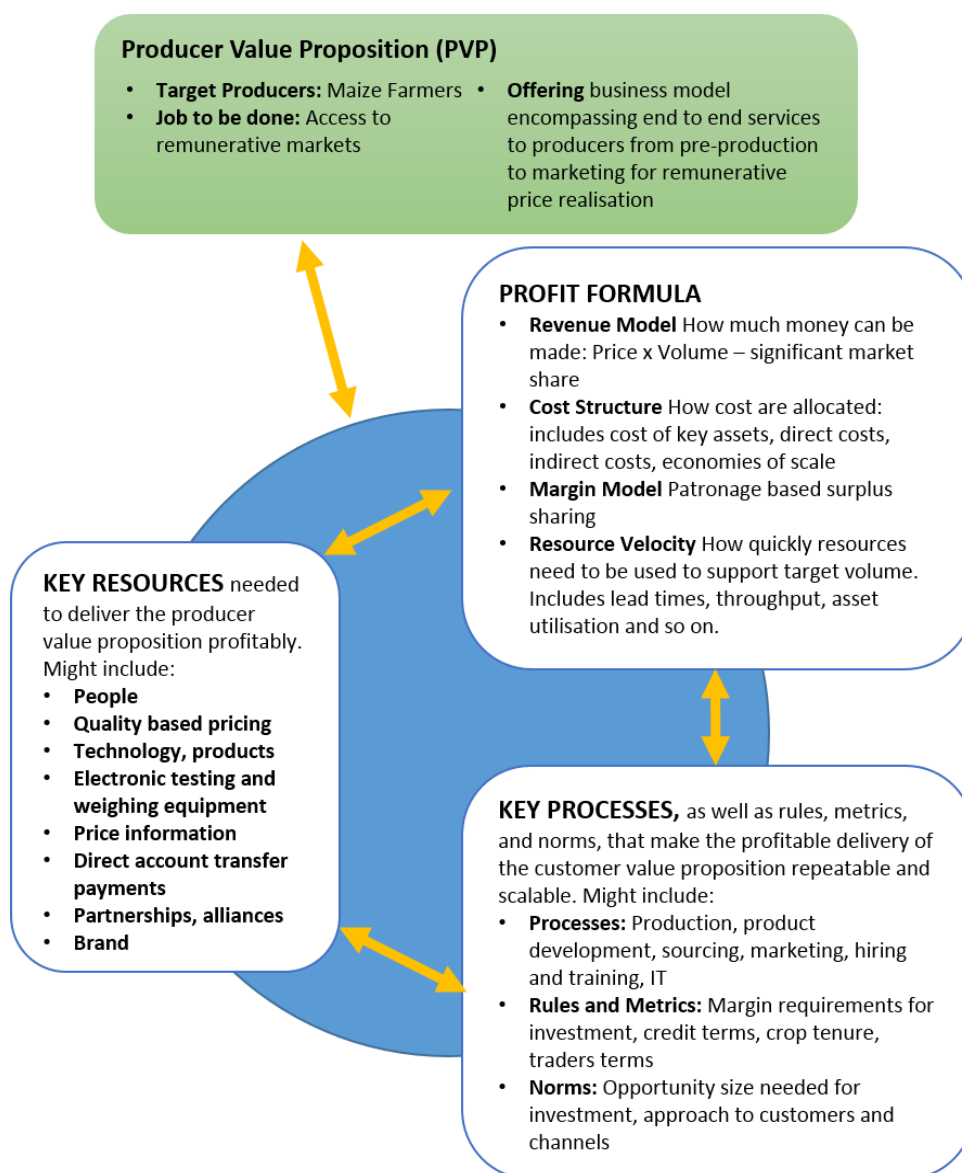 Producer Value Proposition (PVP)
• Target Producers: Maize Farmers
• Job to be done: Access to
remunerative markets
• Offering business model
encompassing end to end services
to producers from pre-production
to marketing for remunerative
price realisation
PROFIT FORMULA
• Revenue Model How much money can be
made: Price x Volume – significant market
share
• Cost Structure How cost are allocated:
includes cost of key assets, direct costs,
indirect costs, economies of scale
• Margin Model Patronage based surplus
sharing
• Resource Velocity How quickly resources
need to be used to support target volume.
Includes lead times, throughput, asset
utilisation and so on.
KEY RESOURCES needed
to deliver the producer
value proposition profitably.
Might include:
• People
• Quality based pricing
• Technology, products
• Electronic testing and
weighing equipment
• Price information
• Direct account transfer
payments
• Partnerships, alliances
• Brand
KEY PROCESSES, as well as rules, metrics,
and norms, that make the profitable delivery of
the customer value proposition repeatable and
scalable. Might include:
• Processes: Production, product
development, sourcing, marketing, hiring
and training, IT
• Rules and Metrics: Margin requirements for
investment, credit terms, crop tenure,
traders terms
• Norms: Opportunity size needed for
investment, approach to customers and
channels